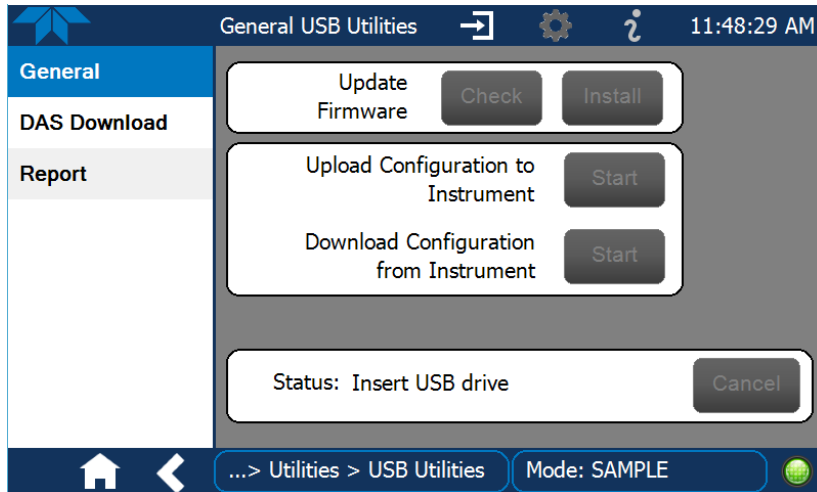 General USB Utilities
11:48:29 AM
General
DAS Download
Report
Update
Firmware
Check
Install
Upload Configuration to
Instrument
Start
Download Configuration
from Instrument
Start
Status: Insert USB drive
Cancel
...> Utilities > USB Utilities
Mode: SAMPLE